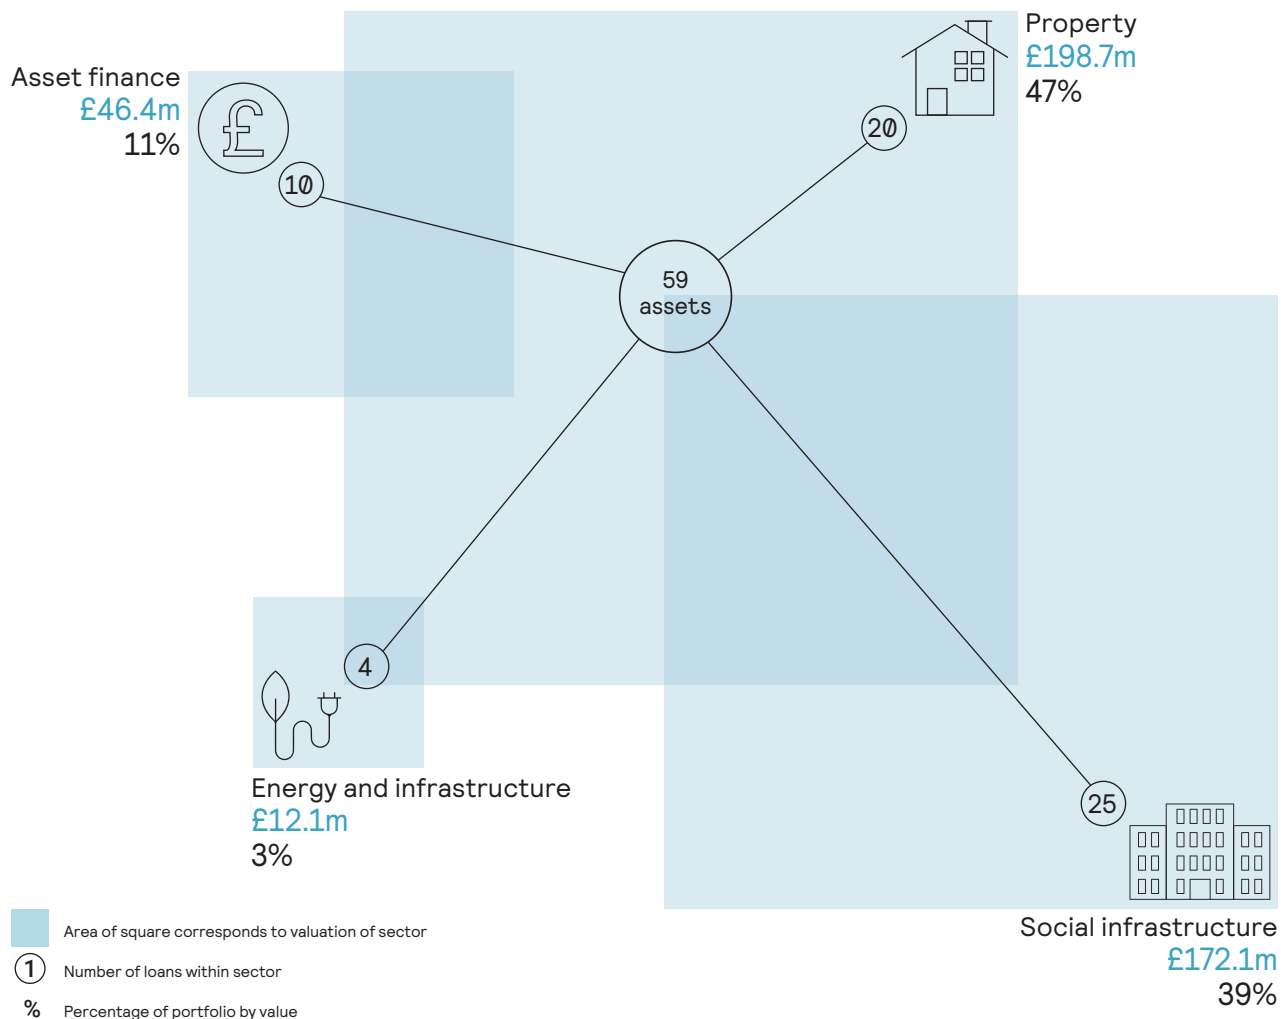 Property
£198.7m
47%
Asset finance
£46.4m
11%
£
20
10
59
assets
4
Energy and infrastructure
£12.1m
3%
25
Social infrastructure
£172.1m
39%
Area of square corresponds to valuation of sector
1 Number of loans within sector
% Percentage of portfolio by value